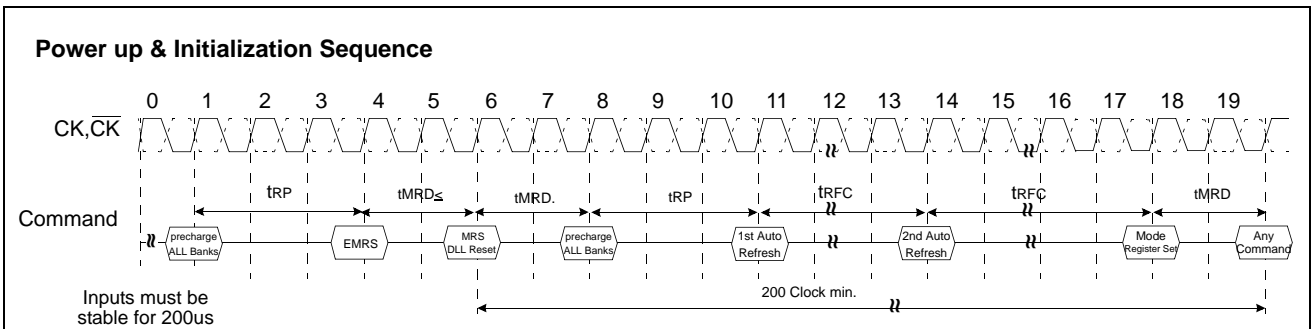 Power up & Initialization Sequence
0 1 2 3 4 5 6 7 8 9 10 11 12 13 14 15 16 17 18 19
CK,CK
tRP tMRD≤ tMRD. tRP tRFC tRFC tMRD
Command
precharge
ALL Banks
EMRS
MRS
DLL Reset
precharge
ALL Banks
1st Auto
Refresh
2nd Auto
Refresh
Mode
Register Set
Any
Command
200 Clock min.
Inputs must be
stable for 200us